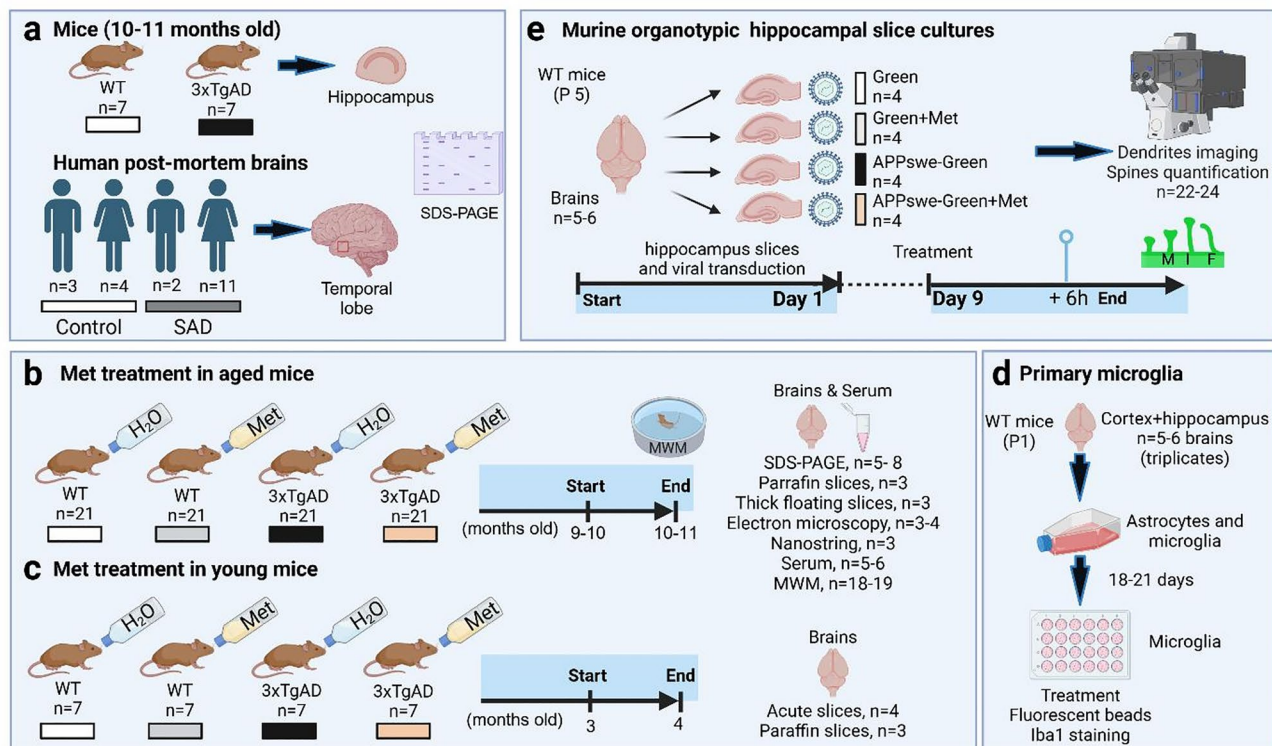 a Mice (10-11 months old)
WT
n=7
3xTgAD
n=7
Hippocampus
Human post-mortem brains
SDS-PAGE
n=3 n=4 n=2 n=11
Control SAD
Temporal
lobe
e Murine organotypic hippocampal slice cultures
WT mice
(P 5)
Brains
n=5-6
Green
n=4
Green+Met
n=4
APPswe-Green
n=4
APPswe-Green+Met
n=4
Dendrites imaging
Spines quantification
n=22-24
M I F
hippocampus slices
and viral transduction
Treatment
Start Day 1 Day 9 + 6h End
b Met treatment in aged mice
H₂O Met H₂O Met
WT WT 3xTgAD 3xTgAD
n=21 n=21 n=21 n=21
MWM
Start End
(months old) 9-10 10-11
Brains & Serum
SDS-PAGE, n=5- 8
Parrafin slices, n=3
Thick floating slices, n=3
Electron microscopy, n=3-4
Nanostring, n=3
Serum, n=5-6
MWM, n=18-19
c Met treatment in young mice
H₂O Met H₂O Met
WT WT 3xTgAD 3xTgAD
n=7 n=7 n=7 n=7
Start End
(months old) 3 4
Brains
Acute slices, n=4
Paraffin slices, n=3
d Primary microglia
WT mice
(P1)
Cortex+hippocampus
n=5-6 brains
(triplicates)
Astrocytes and
microglia
18-21 days
Microglia
Treatment
Fluorescent beads
Iba1 staining